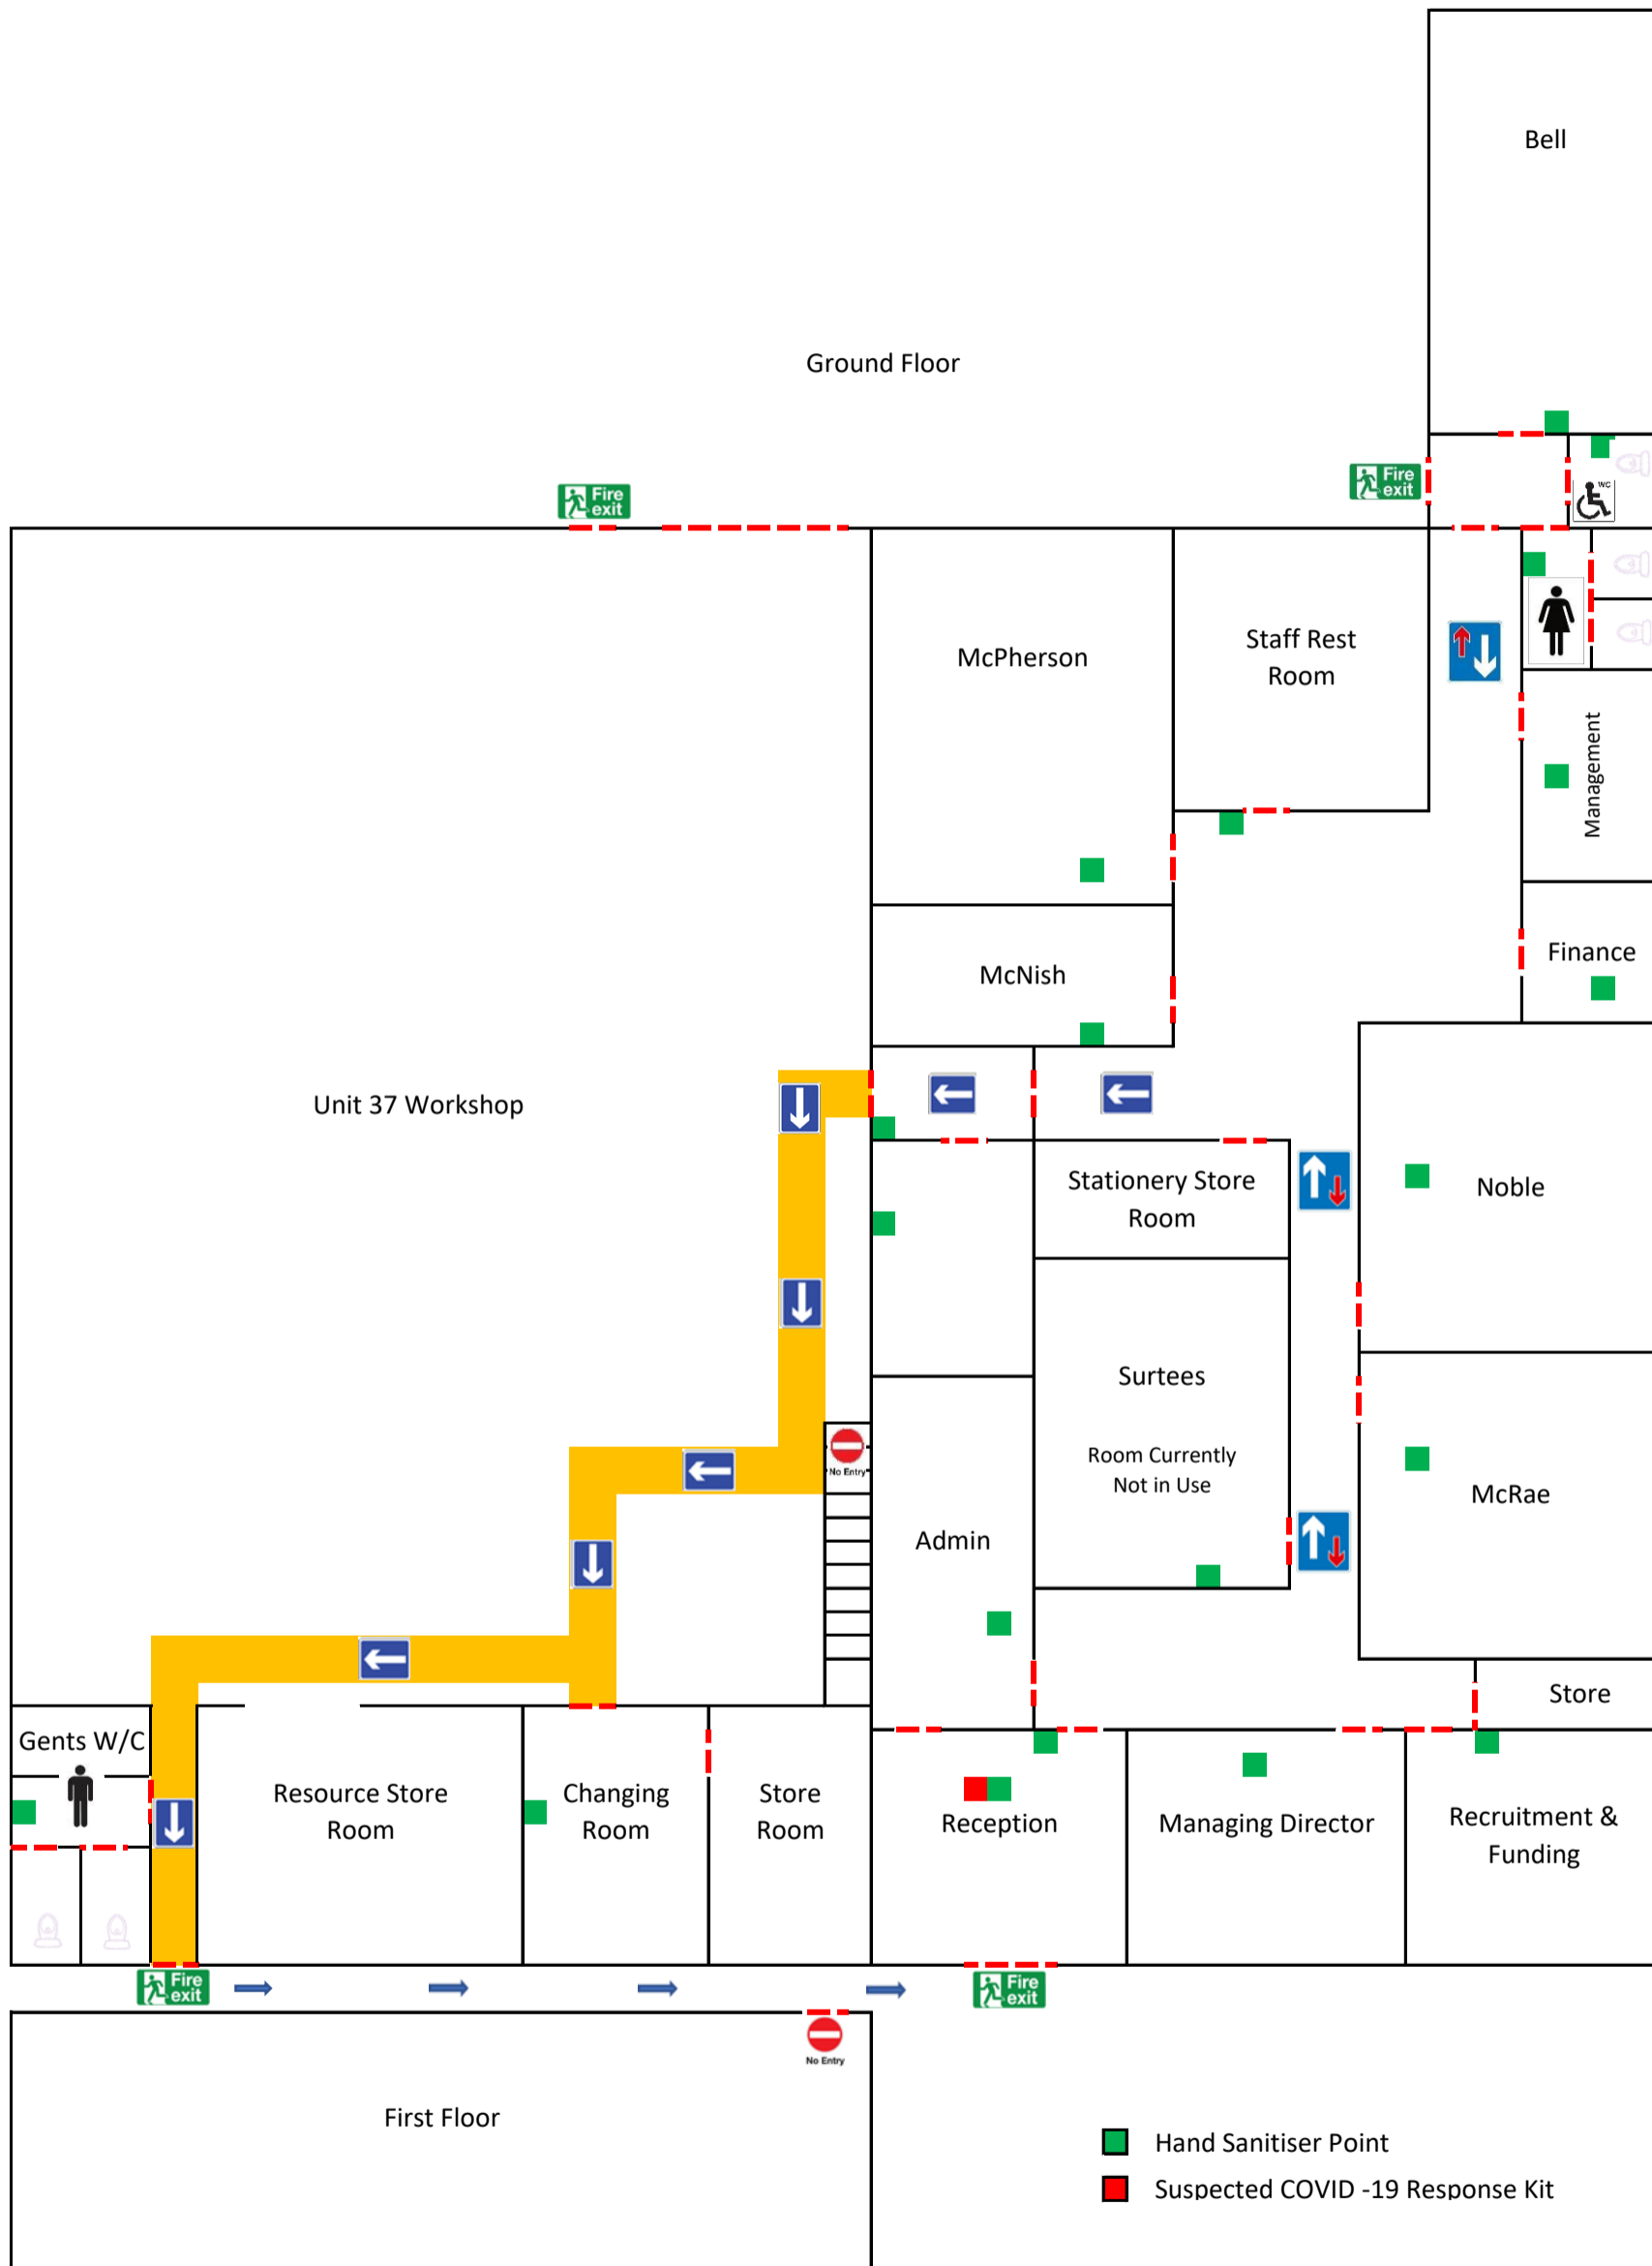 Bell
Ground Floor
Fire
exit
Fire
exit
WC
McPherson
Staff Rest
Room
Management
Finance
McNish
Unit 37 Workshop
Stationery Store
Room
Noble
Surtees
Room Currently
Not in Use
No Entry
McRae
Admin
Store
Gents W/C
Resource Store
Room
Changing
Room
Store
Room
Reception
Managing Director
Recruitment &
Funding
Fire
exit
Fire
exit
No Entry
First Floor
Hand Sanitiser Point
Suspected COVID -19 Response Kit